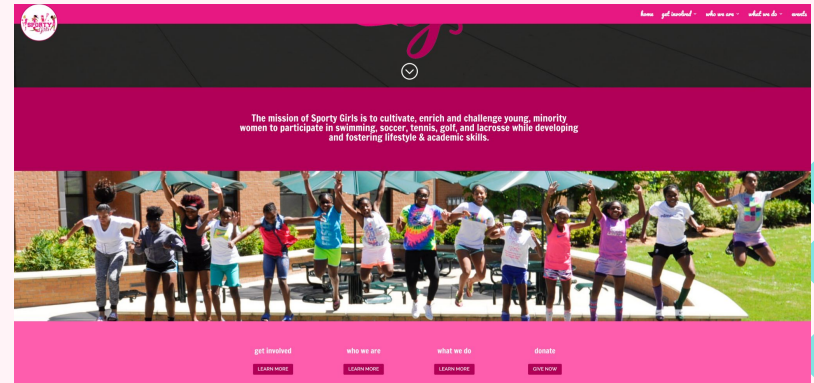 SPORTY
Girls
home get involved who we are what we do events
The mission of Sporty Girls is to cultivate, enrich and challenge young, minority
women to participate in swimming, soccer, tennis, golf, and lacrosse while developing
and fostering lifestyle & academic skills.
get involved who we are what we do donate
LEARN MORE LEARN MORE LEARN MORE GIVE NOW